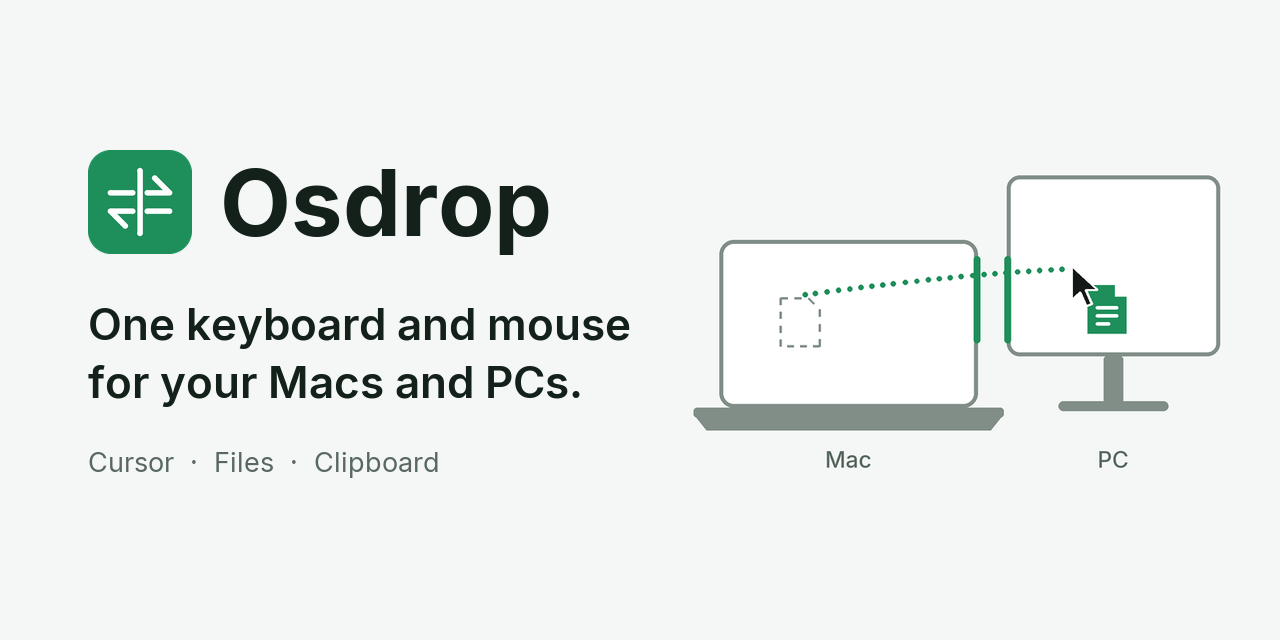 Osdrop
One keyboard and mouse
for your Macs and PCs.
Cursor · Files · Clipboard
Mac
PC